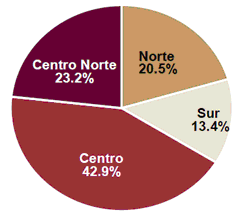 Centro Norte
23.2%
Norte
20.5%
Sur
13.4%
Centro
42.9%